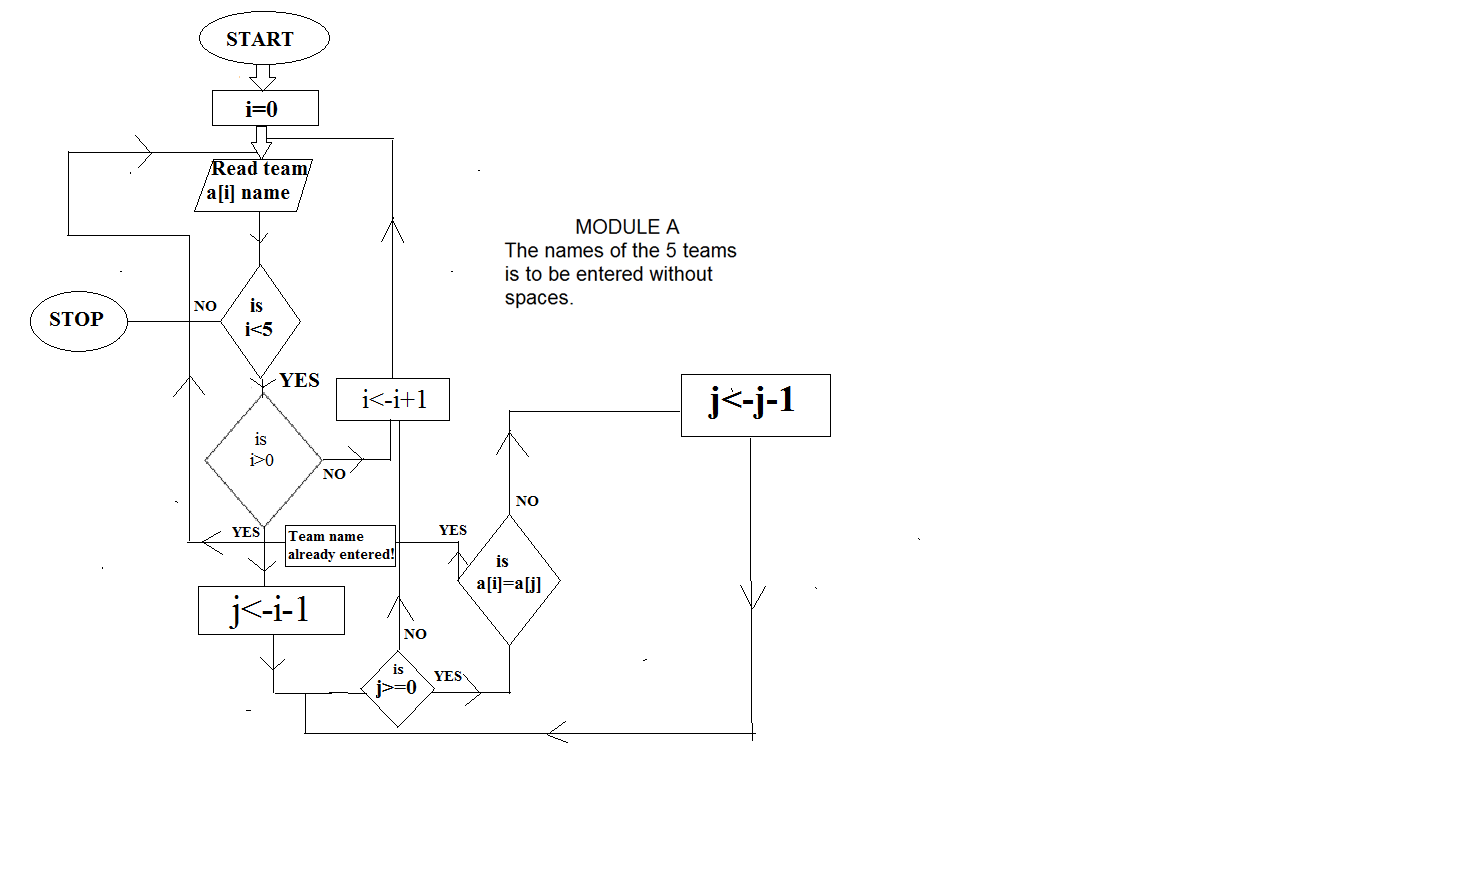 START
i=0
Read team
a[i] name
MODULE A
The names of the 5 teams
is to be entered without
spaces.
NO
is
i<5
STOP
YES
i<-i+1
j<-j-1
is
i>0
NO
NO
YES
Team name
already entered!
YES
is
a[i]=a[j]
j<-i-1
NO
is
j>=0
YES